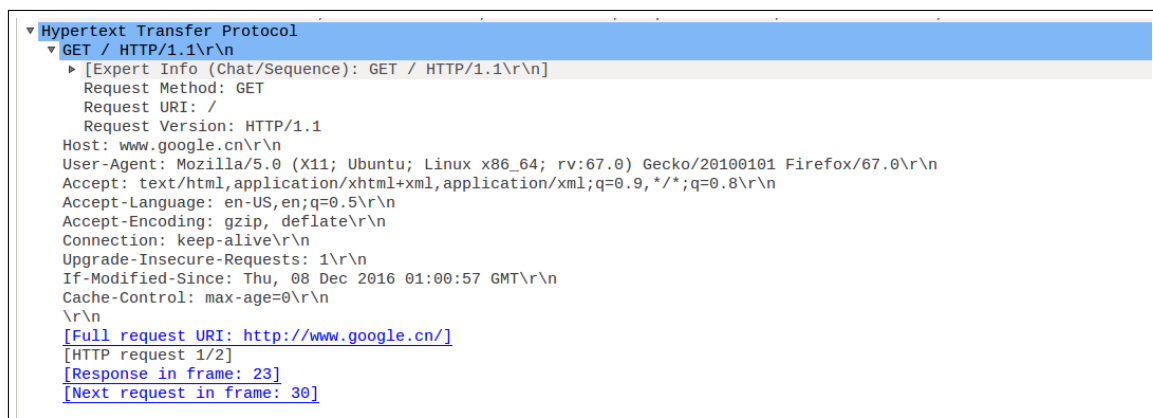 Hypertext Transfer Protocol
GET / HTTP/1.1\r\n
[Expert Info (Chat/Sequence): GET / HTTP/1.1\r\n]
Request Method: GET
Request URI: /
Request Version: HTTP/1.1
Host: www.google.cn\r\n
User-Agent: Mozilla/5.0 (X11; Ubuntu; Linux x86_64; rv:67.0) Gecko/20100101 Firefox/67.0\r\n
Accept: text/html,application/xhtml+xml,application/xml;q=0.9,*/*;q=0.8\r\n
Accept-Language: en-US,en;q=0.5\r\n
Accept-Encoding: gzip, deflate\r\n
Connection: keep-alive\r\n
Upgrade-Insecure-Requests: 1\r\n
If-Modified-Since: Thu, 08 Dec 2016 01:00:57 GMT\r\n
Cache-Control: max-age=0\r\n
\r\n
[Full request URI: http://www.google.cn/]
[HTTP request 1/2]
[Response in frame: 23]
[Next request in frame: 30]